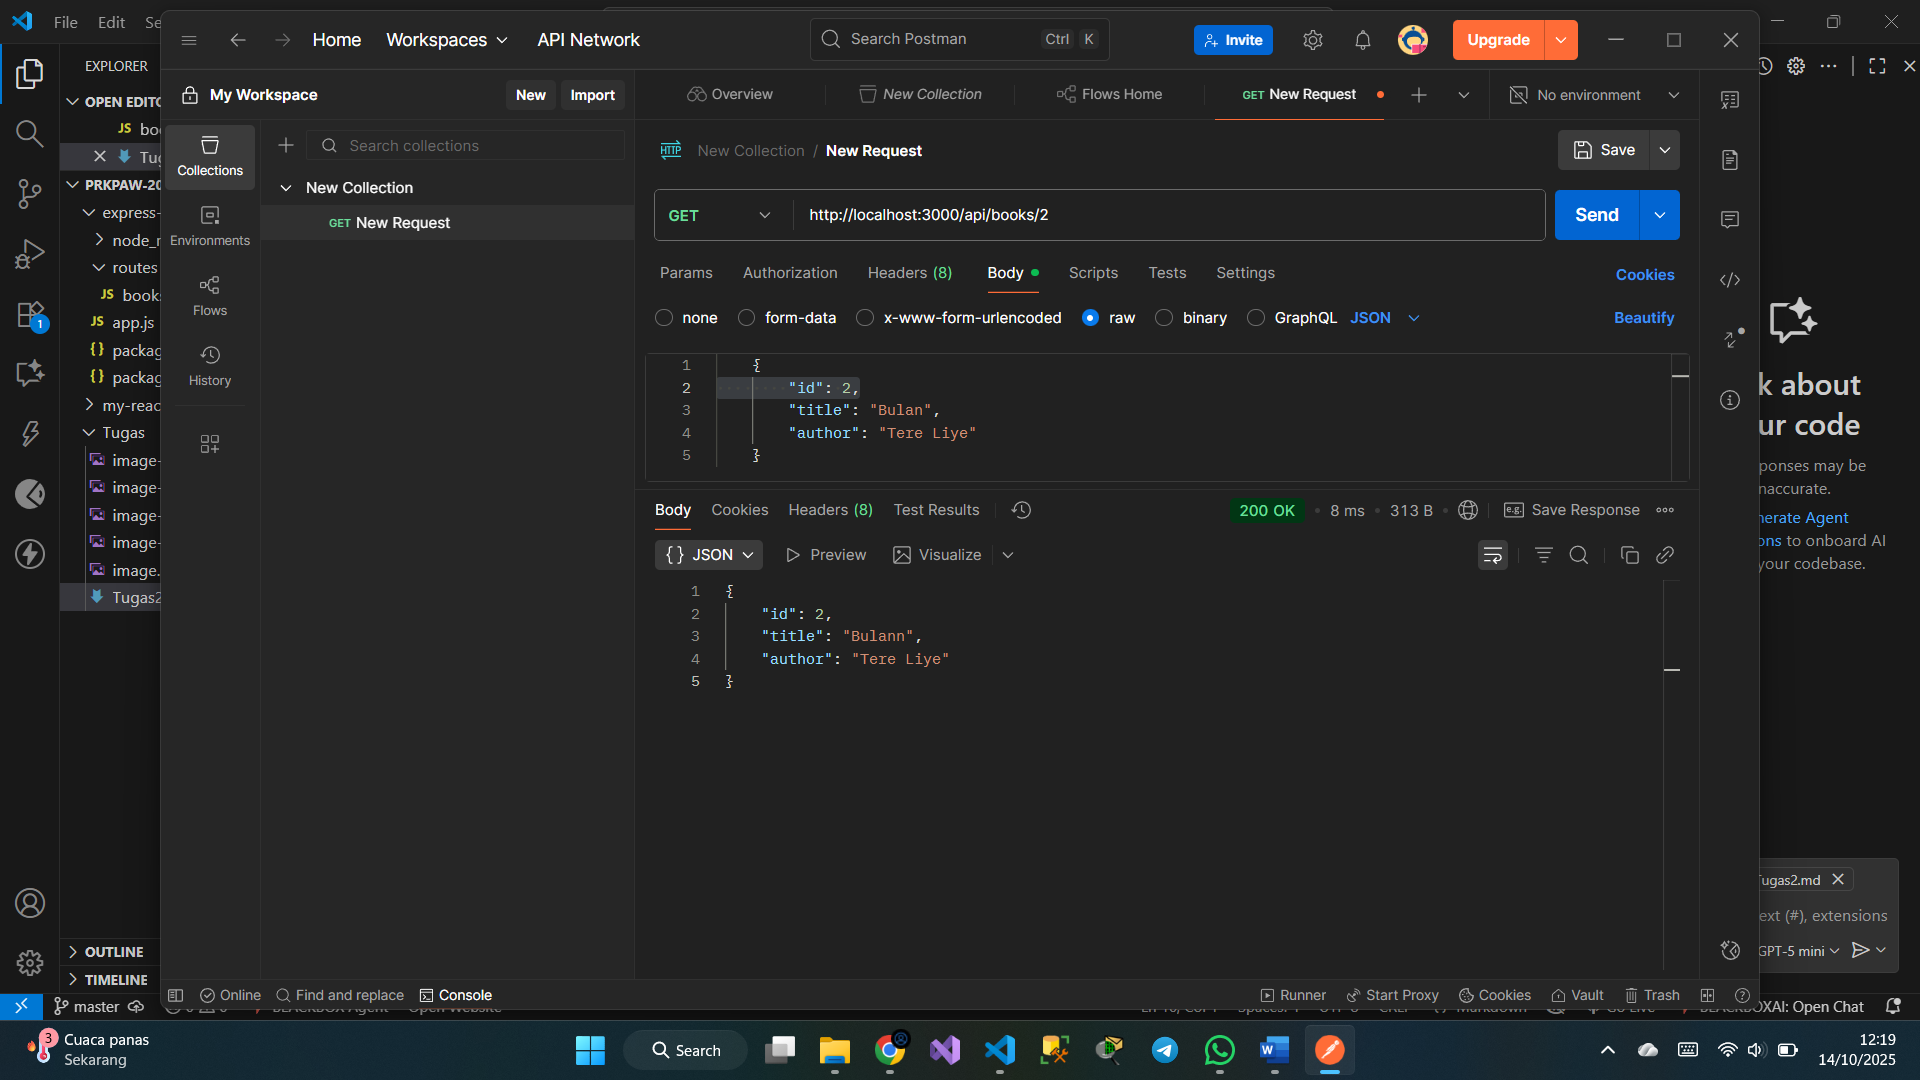 File Edit Se
Home Workspaces API Network
Search Postman Ctrl K
Invite
Upgrade
EXPLORER
OPEN EDITO
JS boo
Tug
PRKPAW-20
express-
node_r
routes
JS books
JS app.js
{} packag
{} packag
my-reac
Tugas
image-
image-
image-
image-
image.
Tugas2
OUTLINE
TIMELINE
My Workspace New Import
Collections
Environments
Flows
History
Search collections
New Collection
GET New Request
Overview New Collection Flows Home GET New Request No environment
HTTP New Collection / New Request Save
GET http://localhost:3000/api/books/2 Send
Params Authorization Headers (8) Body Scripts Tests Settings Cookies
none form-data x-www-form-urlencoded raw binary GraphQL JSON Beautify
1 {
2 "id": 2,
3 "title": "Bulan",
4 "author": "Tere Liye"
5 }
Body Cookies Headers (8) Test Results 200 OK • 8 ms • 313 B • e.g. Save Response
{} JSON Preview Visualize
1 {
2 "id": 2,
3 "title": "Bulann",
4 "author": "Tere Liye"
5 }
k about
ur code
ponses may be
naccurate.
nerate Agent
ons to onboard AI
your codebase.
Tugas2.md
ext (#), extensions
GPT-5 mini
Online Find and replace Console Runner Start Proxy Cookies Vault Trash
master
OXAI: Open Chat
3 Cuaca panas
Sekarang
Search
12:19
14/10/2025
1